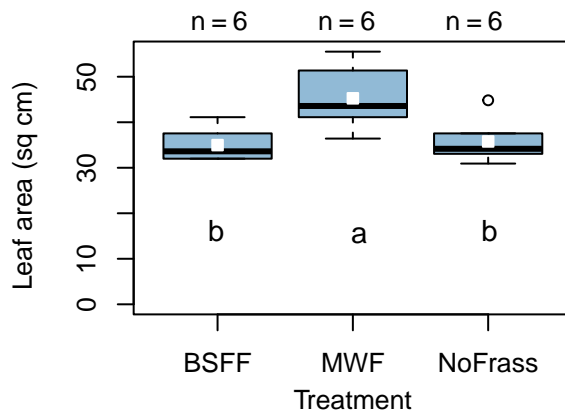 n = 6 n = 6 n = 6
Leaf area (sq cm)
50
30
10
0
b a b
BSFF MWF NoFrass
Treatment